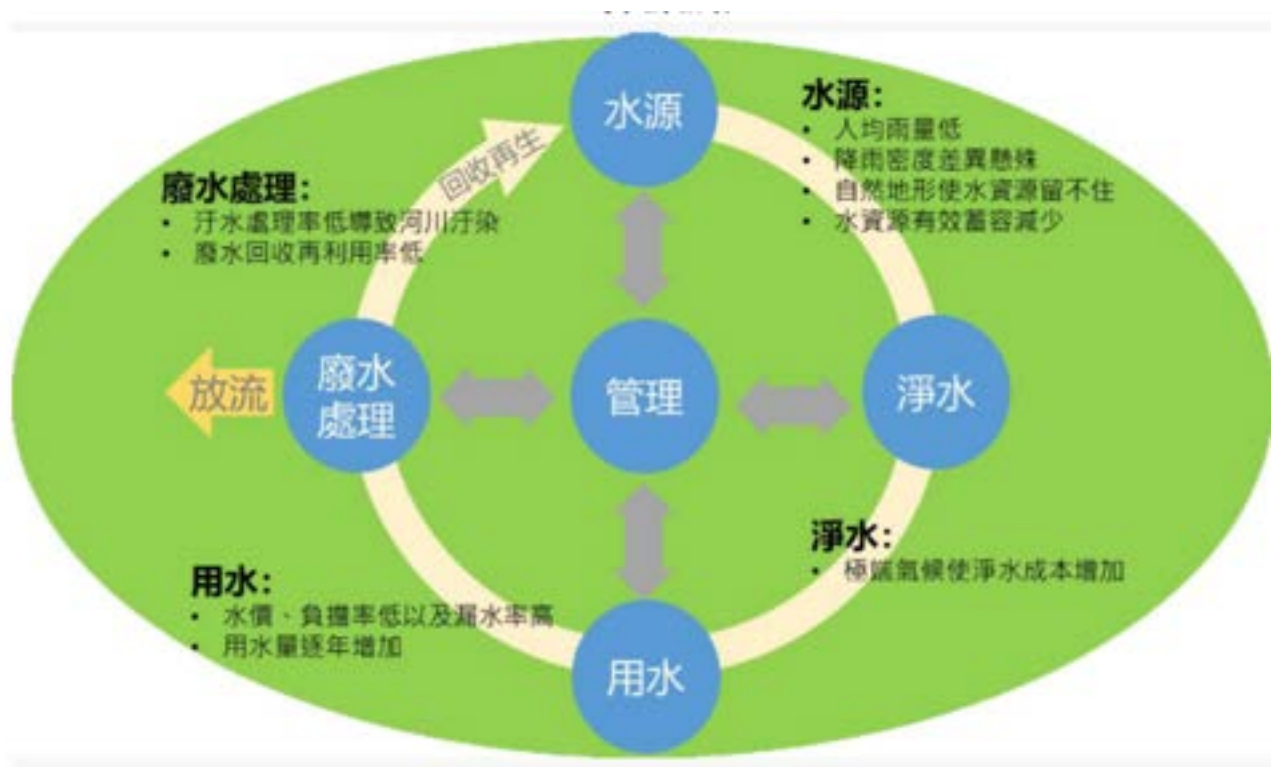 水源
水源：
• 人均雨量低
• 降雨密度差異懸殊
• 自然地形使水資源留不住
• 水資源有效蓄容減少
回收再生
廢水處理：
• 汙水處理率低導致河川汙染
• 廢水回收再利用率低
放流
廢水
處理
管理
淨水
淨水：
• 極端氣候使淨水成本增加
用水：
• 水價、負擔率低以及漏水率高
• 用水量逐年增加
用水